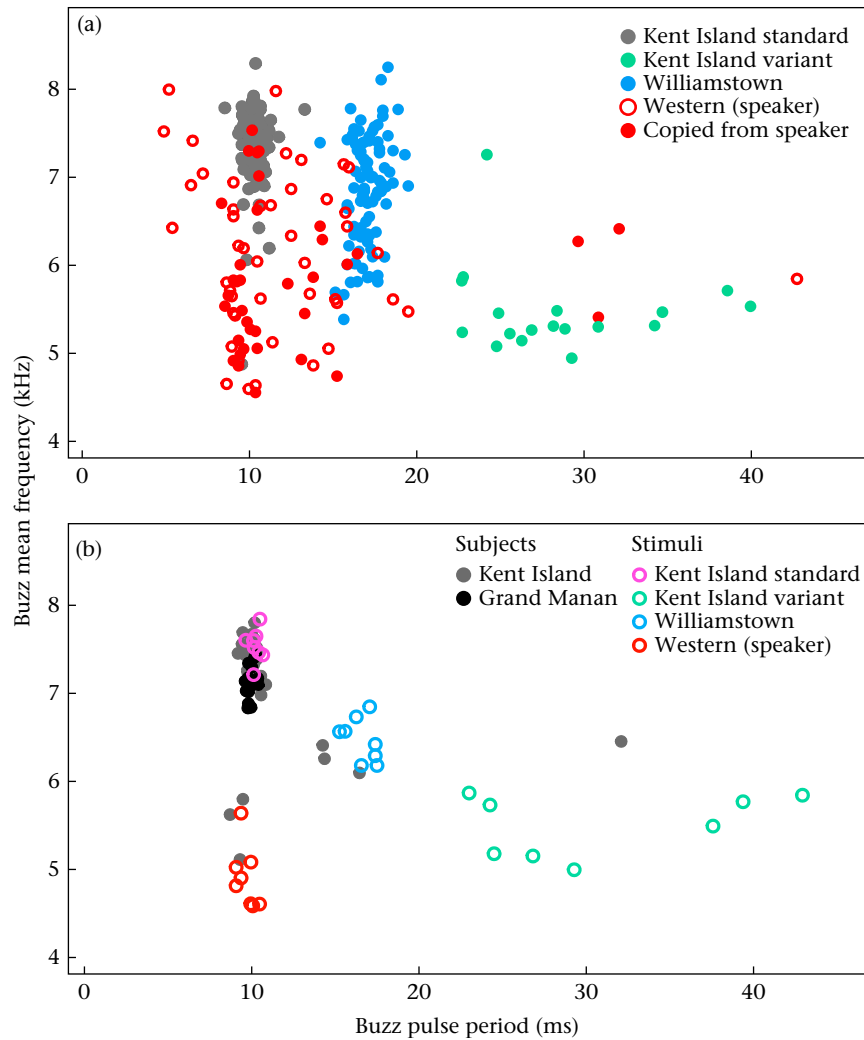 (a)
Kent Island standard
Kent Island variant
Williamstown
Western (speaker)
Copied from speaker
8
7
6
5
4
0
10
20
30
40
Buzz mean frequency (kHz)
(b)
Subjects
Kent Island
Grand Manan
Stimuli
Kent Island standard
Kent Island variant
Williamstown
Western (speaker)
8
7
6
5
4
0
10
20
30
40
Buzz pulse period (ms)